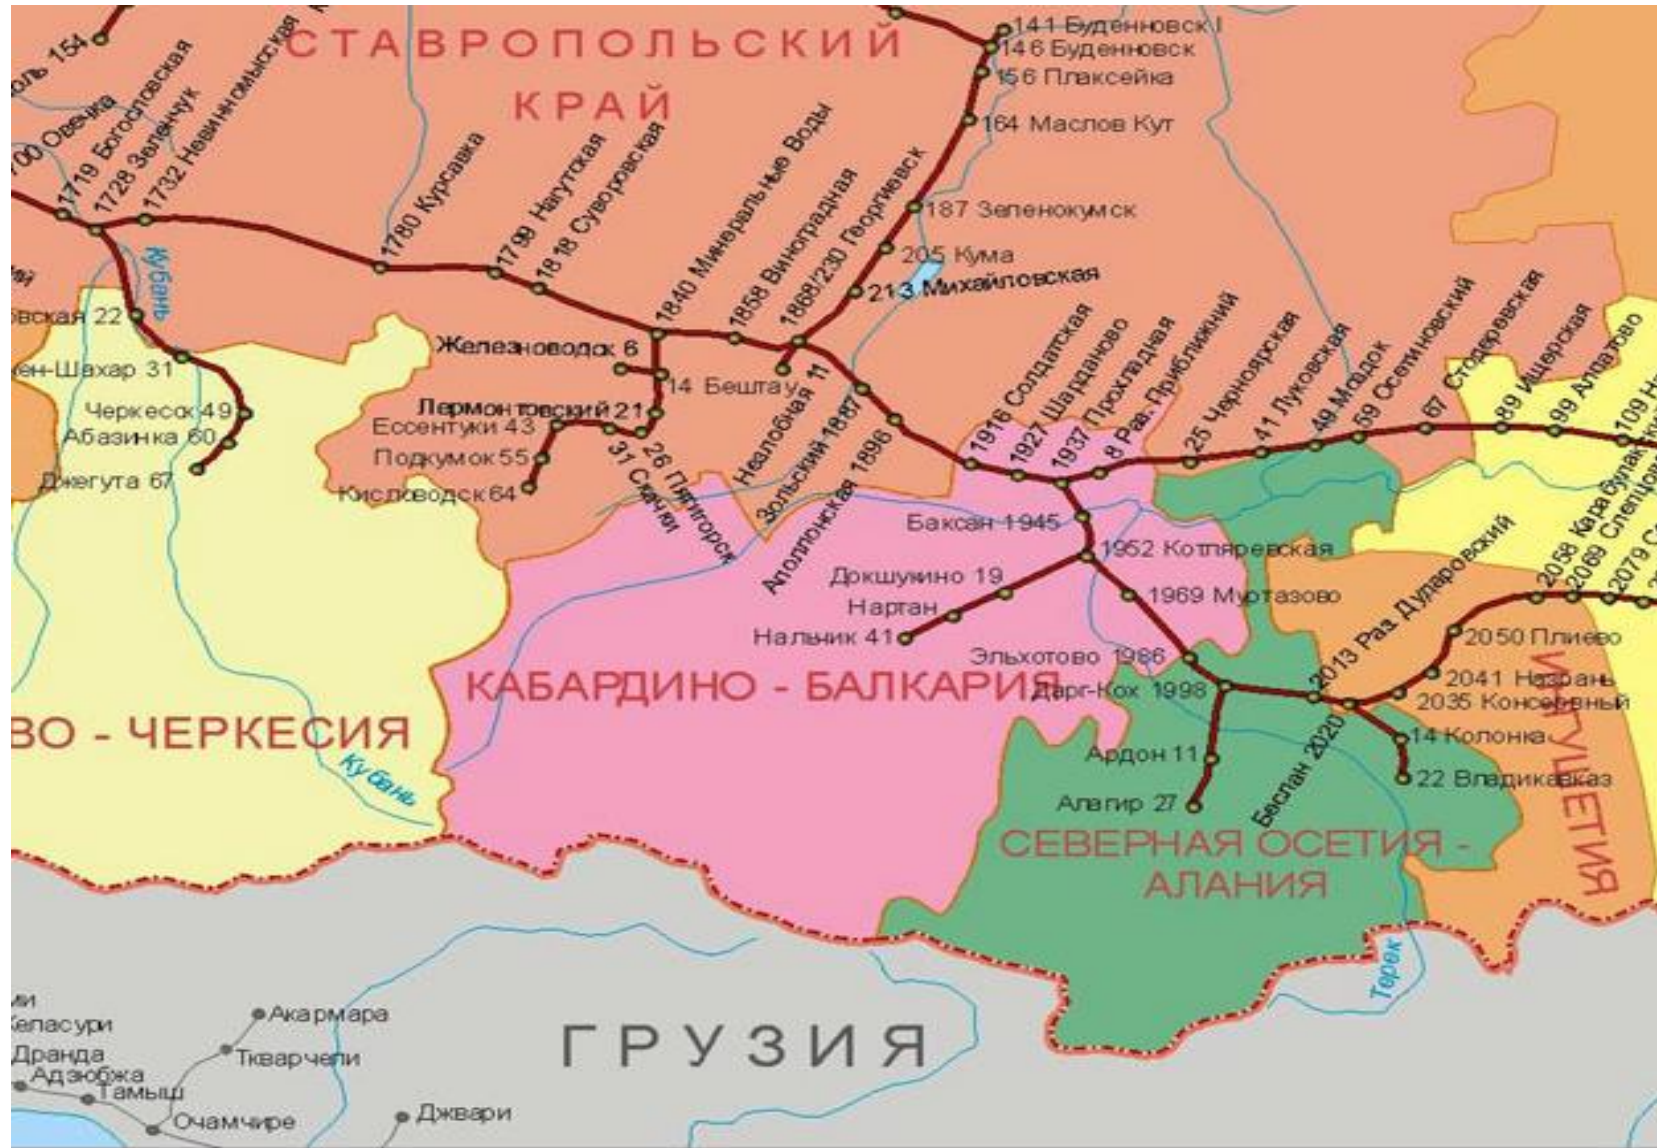 141 Буденновск I
146 Буденновск
156 Плаксейка
164 Маслов Кут
187 Зеленокумск
205 Кума
213 Михайловская
СТАВРОПОЛЬСКИЙ
КРАЙ
154
1700 Овечка
1719 Богословская
1728 Зеленчук
1732 Невинномысская
1780 Курсавка
1799 Нагутская
1818 Суворовская
1840 Минеральные Воды
1858 Виноградная
1868/230 Георгиевск
Кубань
22
31
Черкесск 49
Абазинка 60
Джегута 67
Железноводск 6
14 Бештау
Лермонтовский 21
Ессентуки 43
Подкумок 55
Кисловодск 64
31 Скачки
26 Пятигорск
Незлобная 11
Зольский 1887
Аполлонская 1896
1916 Солдатская
1927 Шарданово
1937 Прохладная
8 Раз. Приближний
25 Черноярская
41 Луковская
49 Моздок
59 Осетиновский
67 Стодеревская
89 Ищерская
99 Алпатово
Баксан 1945
1952 Котляревская
Докшукино 19
Нартан
Нальчик 41
1969 Муртазово
Эльхотово 1986
Дарг-Кох 1998
КАБАРДИНО - БАЛКАРИЯ
ВО - ЧЕРКЕСИЯ
Кубань
2013 Раз. Дударовский
2050 Плиево
2041 Назрань
2035 Консервный
14 Колонка
22 Владикавказ
Беслан 2020
Ардон 11
Алагир 27
ИНГУШЕТИЯ
СЕВЕРНАЯ ОСЕТИЯ -
АЛАНИЯ
Терек
ГРУЗИЯ
Акармара
Ткварчели
Дранда
Адзюбжа
Тамыш
Очамчире
Джвари